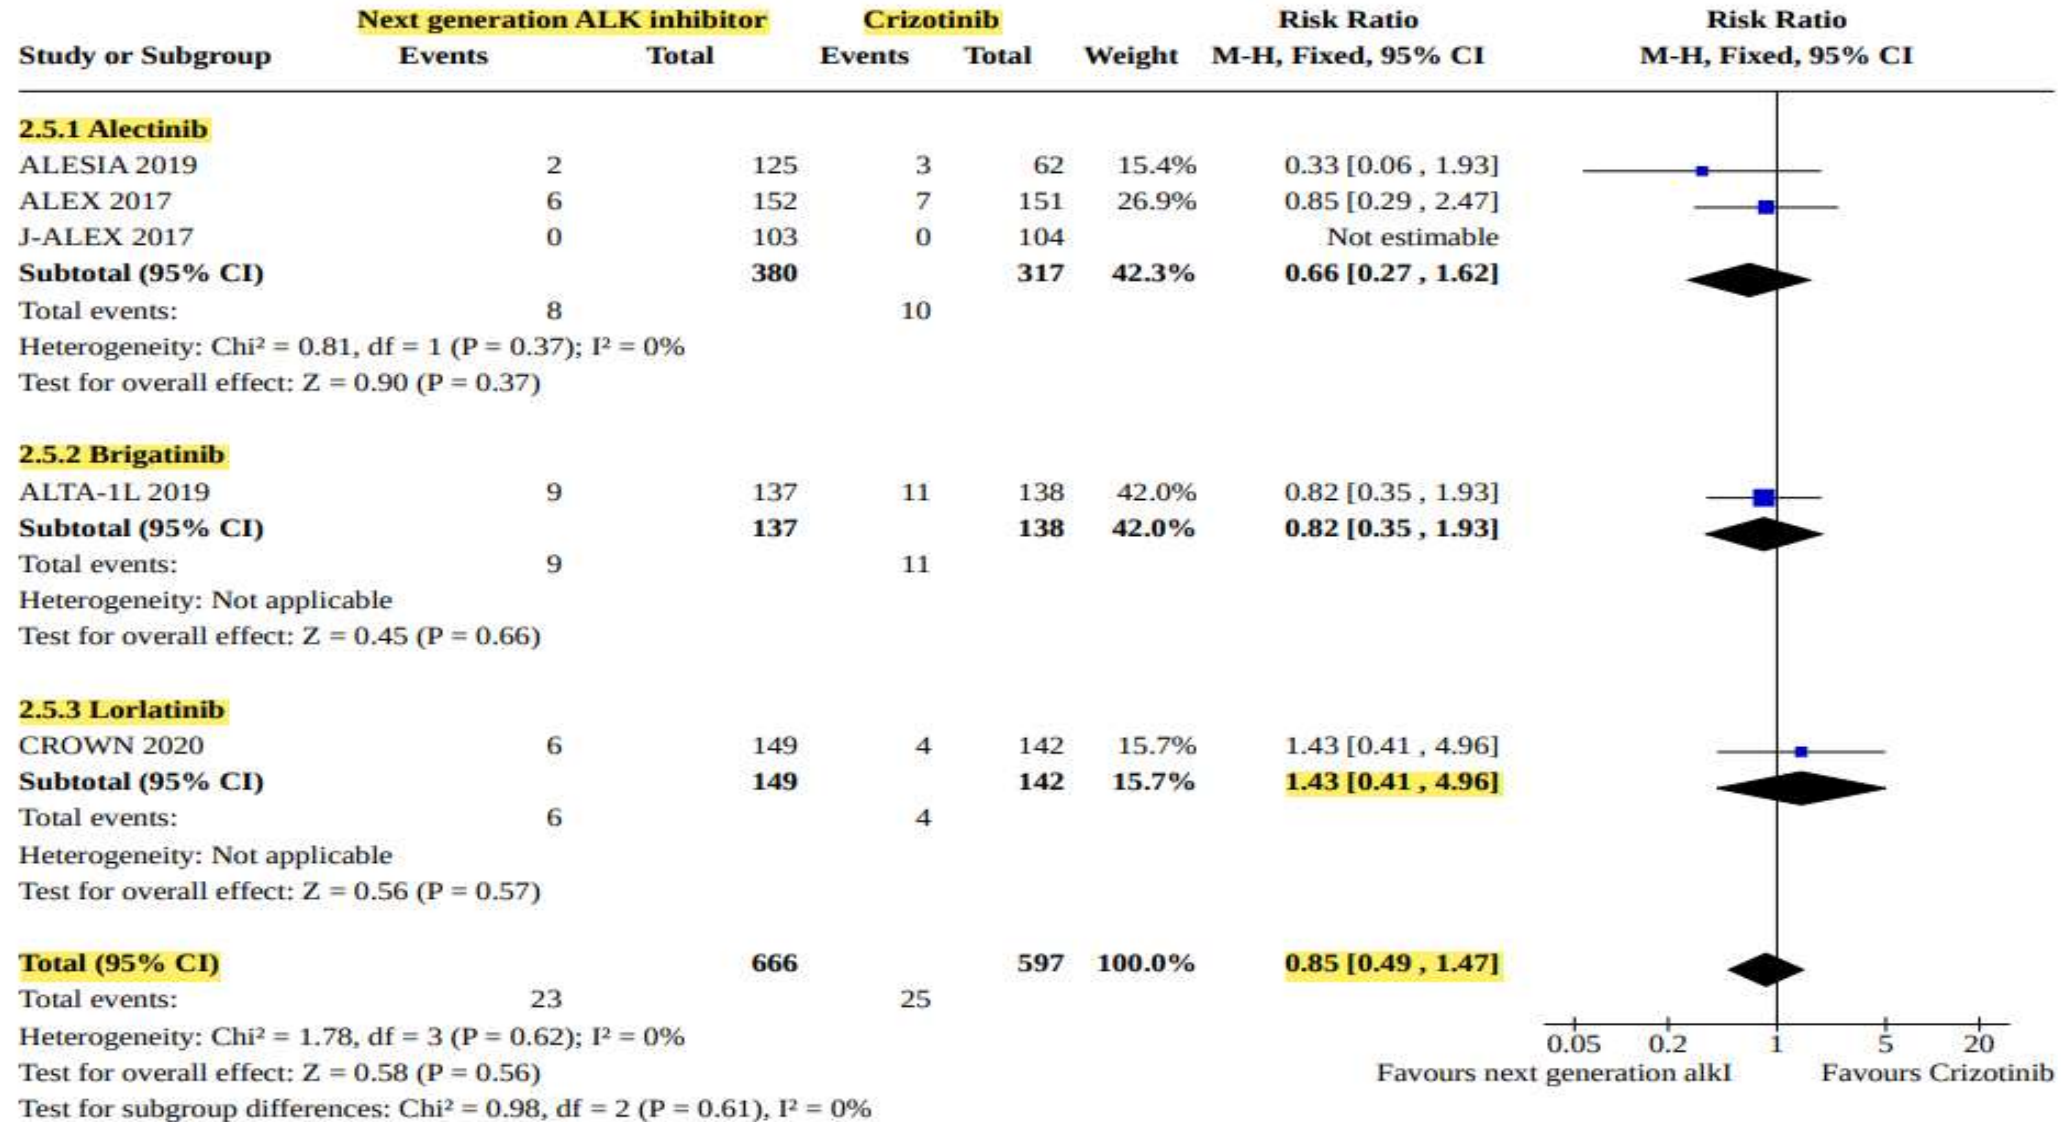 Next generation ALK inhibitor Crizotinib Risk Ratio Risk Ratio
Study or Subgroup Events Total Events Total Weight M-H, Fixed, 95% CI M-H, Fixed, 95% CI
2.5.1 Alectinib
ALESIA 2019 2 125 3 62 15.4% 0.33 [0.06 , 1.93]
ALEX 2017 6 152 7 151 26.9% 0.85 [0.29 , 2.47]
J-ALEX 2017 0 103 0 104 Not estimable
Subtotal (95% CI) 380 317 42.3% 0.66 [0.27 , 1.62]
Total events: 8 10
Heterogeneity: Chi² = 0.81, df = 1 (P = 0.37); I² = 0%
Test for overall effect: Z = 0.90 (P = 0.37)
2.5.2 Brigatinib
ALTA-1L 2019 9 137 11 138 42.0% 0.82 [0.35 , 1.93]
Subtotal (95% CI) 137 138 42.0% 0.82 [0.35 , 1.93]
Total events: 9 11
Heterogeneity: Not applicable
Test for overall effect: Z = 0.45 (P = 0.66)
2.5.3 Lorlatinib
CROWN 2020 6 149 4 142 15.7% 1.43 [0.41 , 4.96]
Subtotal (95% CI) 149 142 15.7% 1.43 [0.41 , 4.96]
Total events: 6 4
Heterogeneity: Not applicable
Test for overall effect: Z = 0.56 (P = 0.57)
Total (95% CI) 666 597 100.0% 0.85 [0.49 , 1.47]
Total events: 23 25
Heterogeneity: Chi² = 1.78, df = 3 (P = 0.62); I² = 0%
0.05 0.2 1 5 20
Test for overall effect: Z = 0.58 (P = 0.56) Favours next generation alkI Favours Crizotinib
Test for subgroup differences: Chi² = 0.98, df = 2 (P = 0.61), I² = 0%